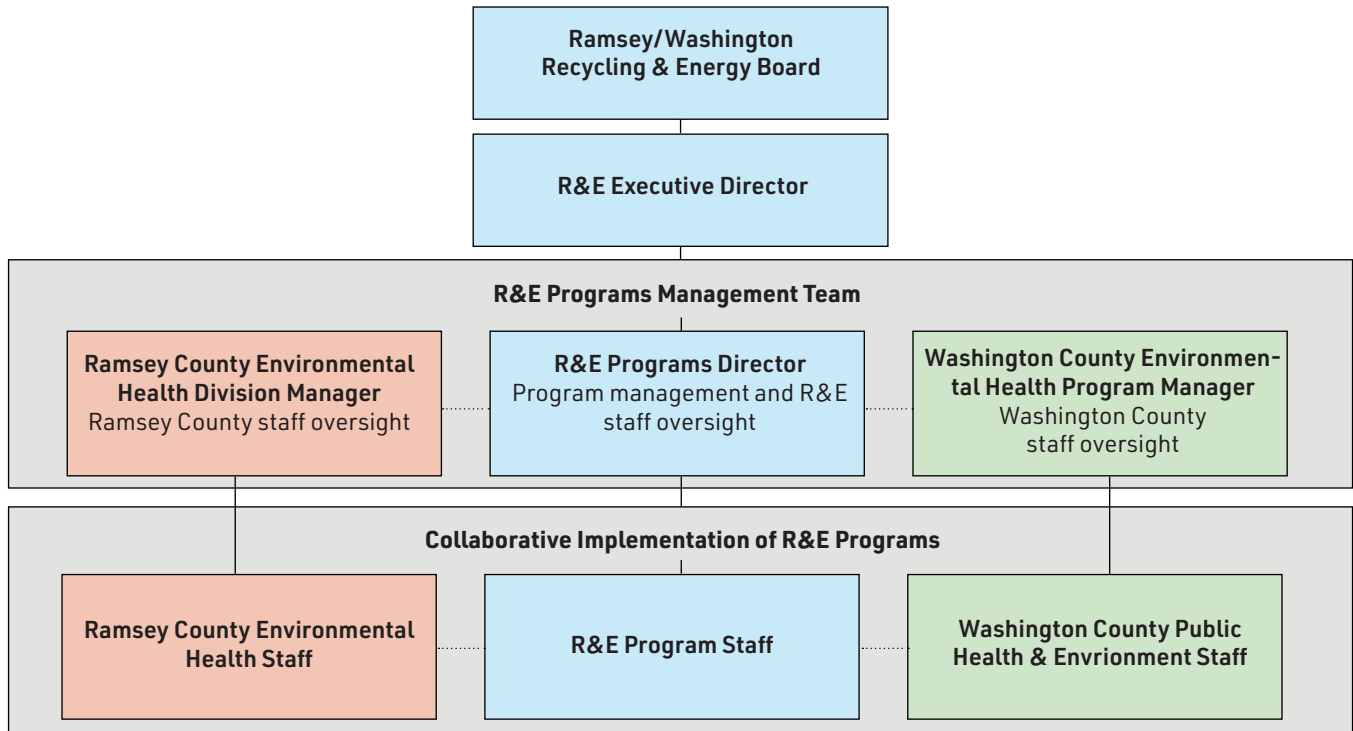 Ramsey/Washington
Recycling & Energy Board
R&E Executive Director
R&E Programs Management Team
Ramsey County Environmental
Health Division Manager
Ramsey County staff oversight
R&E Programs Director
Program management and R&E
staff oversight
Washington County Environmen-
tal Health Program Manager
Washington County
staff oversight
Collaborative Implementation of R&E Programs
Ramsey County Environmental
Health Staff
R&E Program Staff
Washington County Public
Health & Envrionment Staff